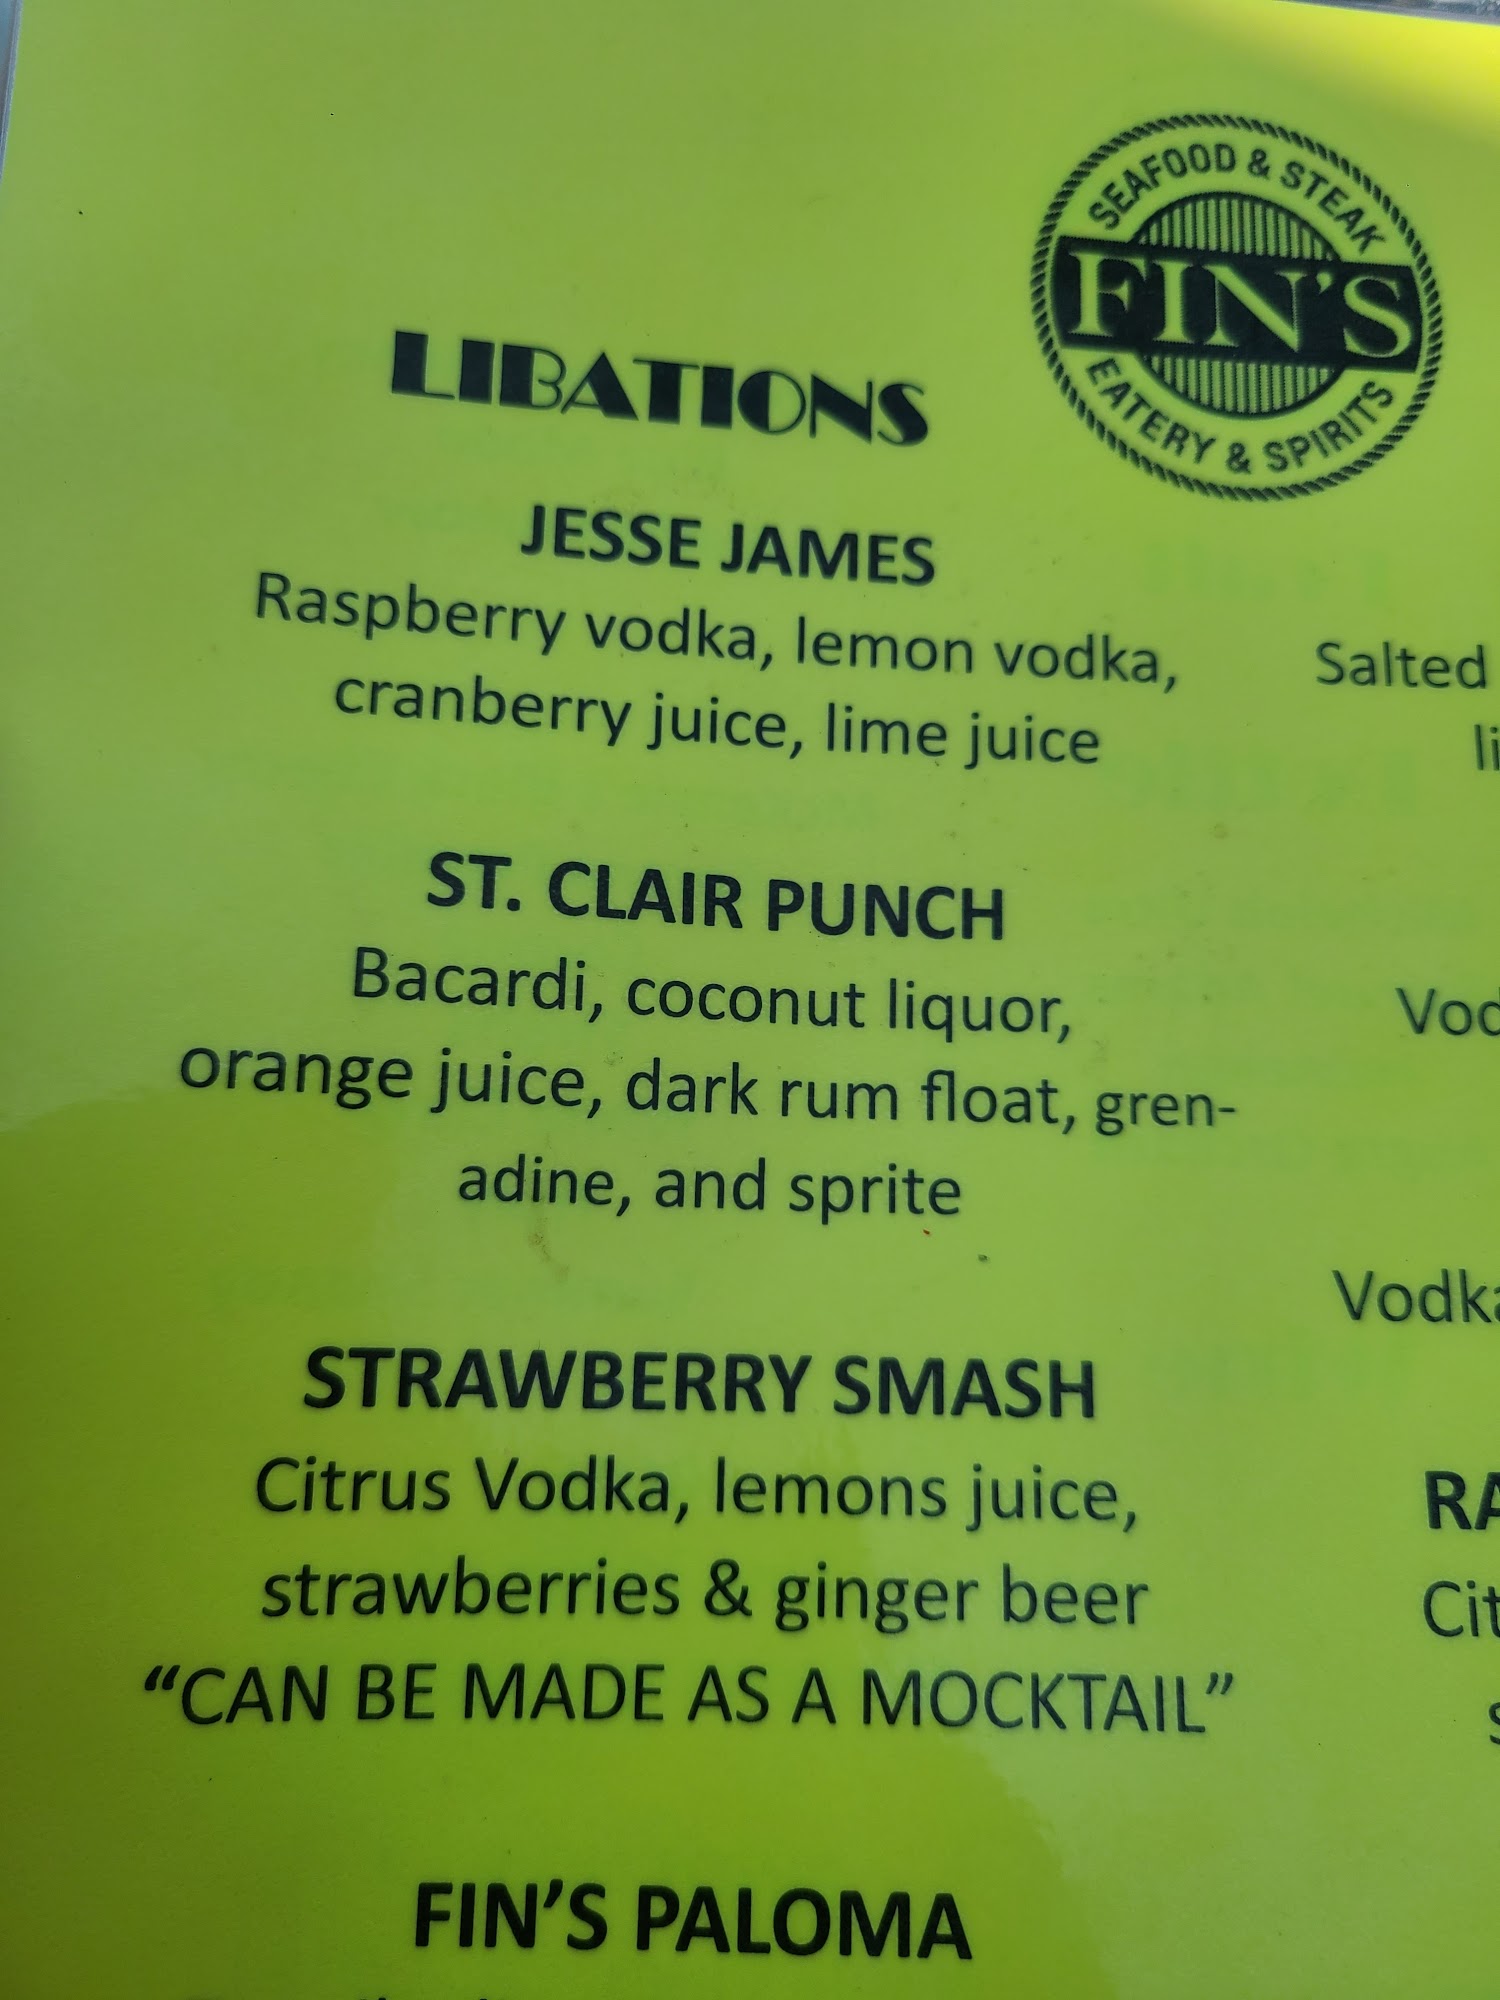 SEAFOOD & STEAK
FIN'S
EATERY & SPIRITS
LIBATIONS
JESSE JAMES
Raspberry vodka, lemon vodka,
cranberry juice, lime juice
ST. CLAIR PUNCH
Bacardi, coconut liquor,
orange juice, dark rum float, gren-
adine, and sprite
STRAWBERRY SMASH
Citrus Vodka, lemons juice,
strawberries & ginger beer
“CAN BE MADE AS A MOCKTAIL”
FIN’S PALOMA
Salted